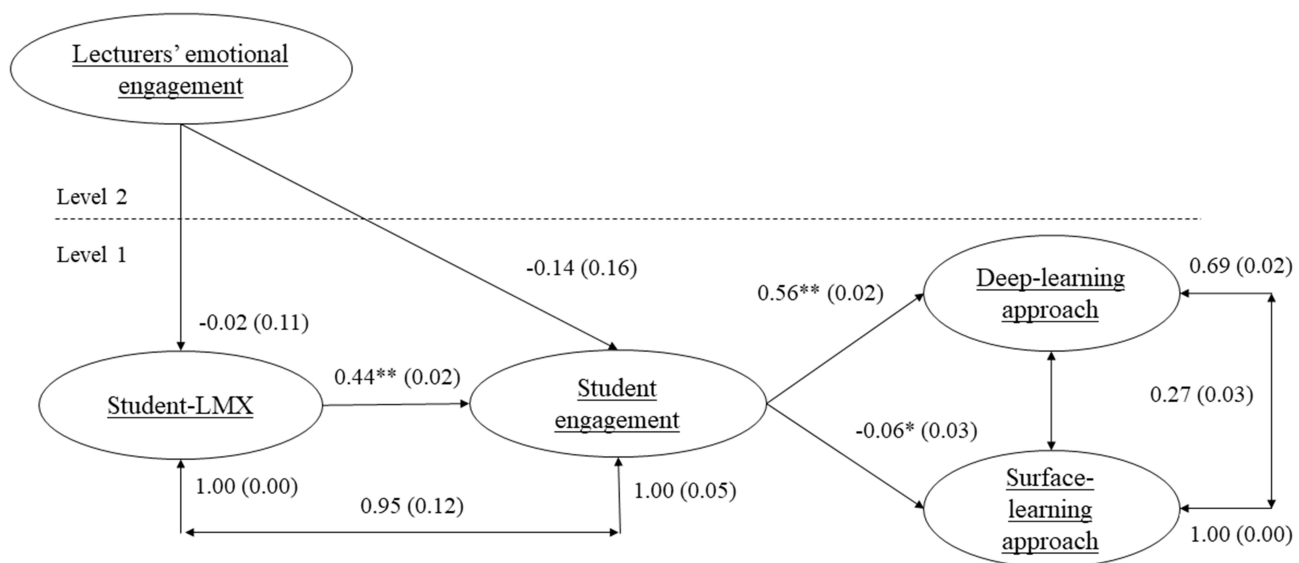 Lecturers’ emotional
engagement
Level 2
Level 1
-0.14 (0.16)
-0.02 (0.11)
Student-LMX
0.44** (0.02)
Student
engagement
0.56** (0.02)
-0.06* (0.03)
Deep-learning
approach
0.69 (0.02)
0.27 (0.03)
Surface-
learning
approach
1.00 (0.00)
1.00 (0.00)
0.95 (0.12)
1.00 (0.05)